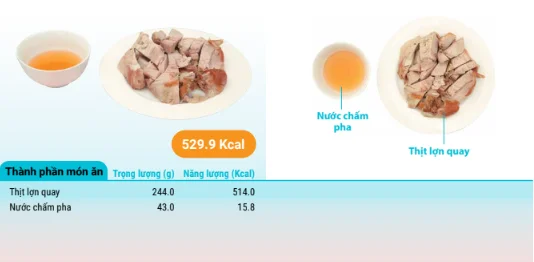 529.9 Kcal
Nước chấm
pha
Thịt lợn quay
Thành phần món ăn Trọng lượng (g) Năng lượng (Kcal)
Thịt lợn quay 244.0 514.0
Nước chấm pha 43.0 15.8